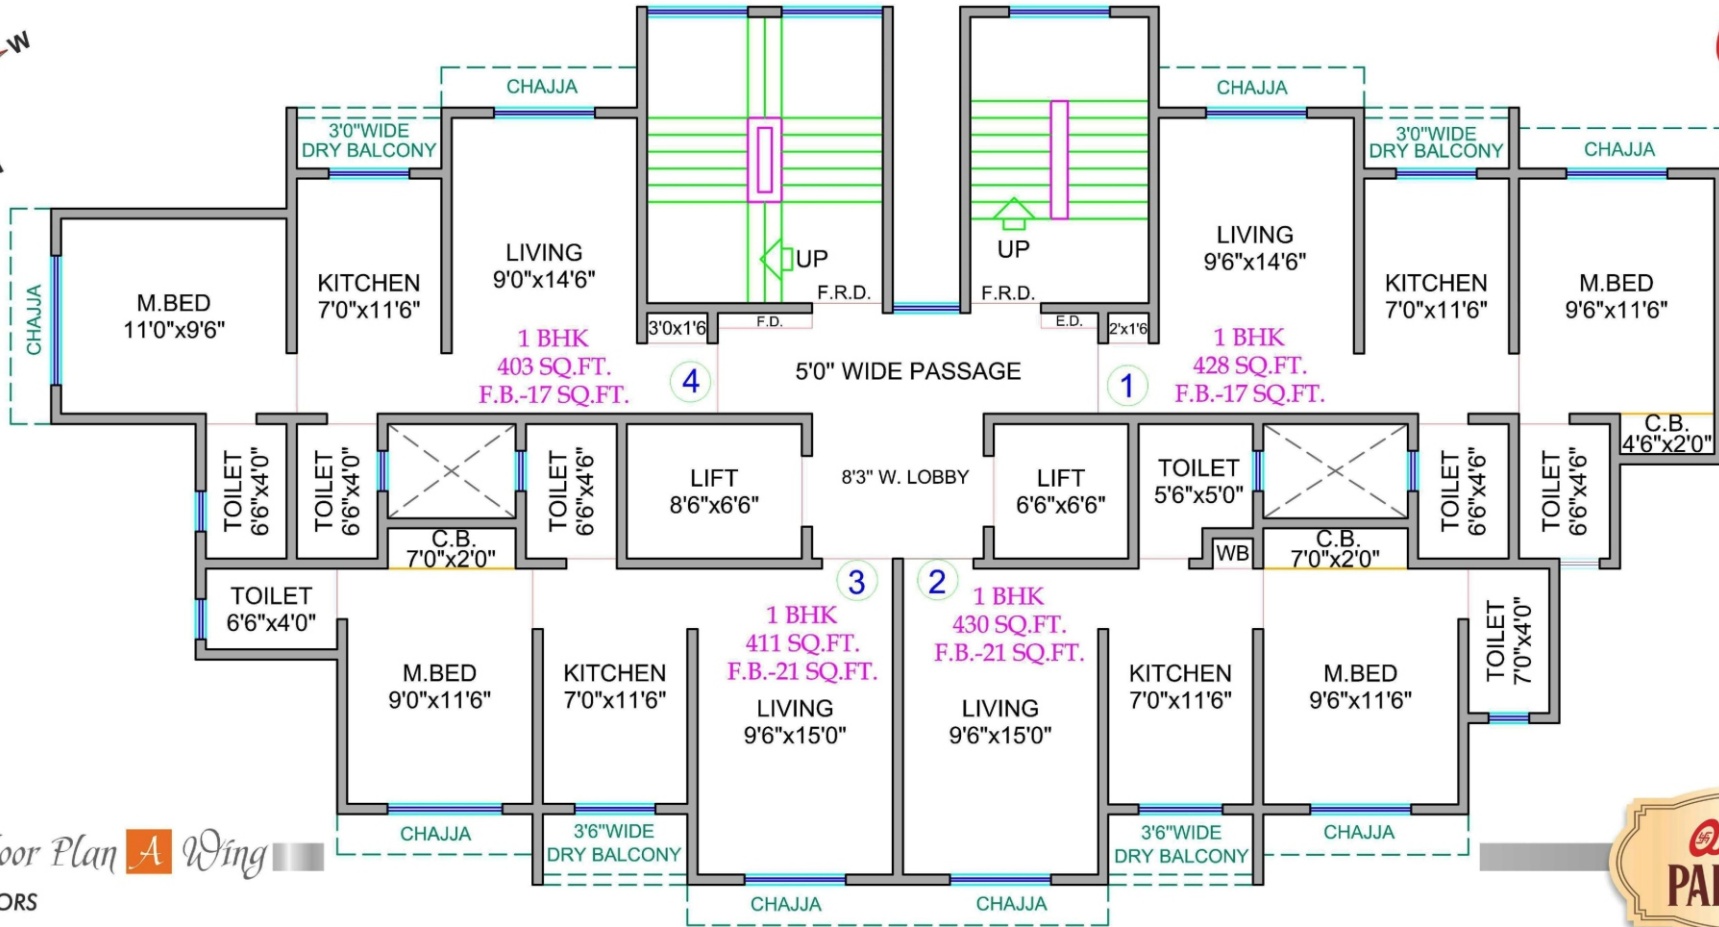 W
CHAJJA
3'0"WIDE
DRY BALCONY
LIVING
9'0"x14'6"
KITCHEN
7'0"x11'6"
M.BED
11'0"x9'6"
CHAJJA
1 BHK
403 SQ.FT.
F.B.-17 SQ.FT.
4
3'0x1'6
F.D.
UP
F.R.D.
UP
F.R.D.
E.D.
2'x1'6
5'0" WIDE PASSAGE
1
CHAJJA
3'0"WIDE
DRY BALCONY
CHAJJA
LIVING
9'6"x14'6"
KITCHEN
7'0"x11'6"
M.BED
9'6"x11'6"
1 BHK
428 SQ.FT.
F.B.-17 SQ.FT.
C.B.
4'6"x2'0"
TOILET
6'6"x4'0"
TOILET
6'6"x4'0"
TOILET
6'6"x4'6"
LIFT
8'6"x6'6"
8'3" W. LOBBY
LIFT
6'6"x6'6"
TOILET
5'6"x5'0"
WB
TOILET
6'6"x4'6"
TOILET
6'6"x4'6"
C.B.
7'0"x2'0"
C.B.
7'0"x2'0"
TOILET
6'6"x4'0"
3
2
1 BHK
411 SQ.FT.
F.B.-21 SQ.FT.
1 BHK
430 SQ.FT.
F.B.-21 SQ.FT.
M.BED
9'0"x11'6"
KITCHEN
7'0"x11'6"
LIVING
9'6"x15'0"
LIVING
9'6"x15'0"
KITCHEN
7'0"x11'6"
M.BED
9'6"x11'6"
TOILET
7'0"x4'0"
CHAJJA
3'6"WIDE
DRY BALCONY
CHAJJA
CHAJJA
3'6"WIDE
DRY BALCONY
CHAJJA
oor Plan A Wing
ORS